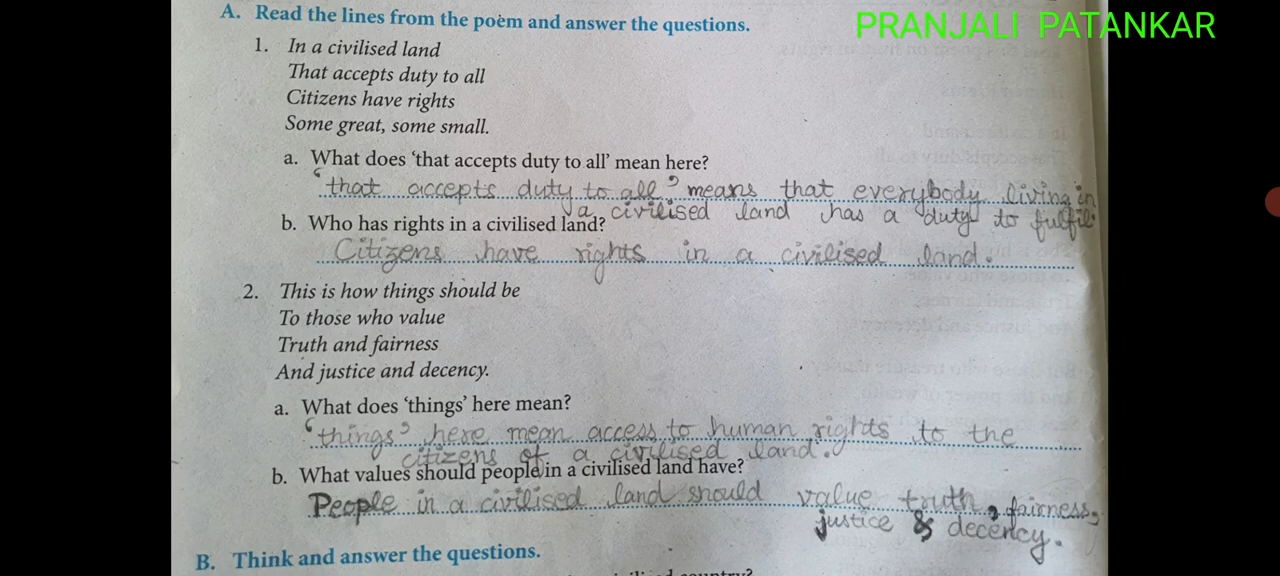 PRANJALI PATANKAR
A. Read the lines from the poem and answer the questions.
1. In a civilised land
That accepts duty to all
Citizens have rights
Some great, some small.
a. What does ‘that accepts duty to all’ mean here?
‘that accepts duty to all’ means that everybody living in
a civilised land has a duty to fulfil.
b. Who has rights in a civilised land?
Citizens have rights in a civilised land.
2. This is how things should be
To those who value
Truth and fairness
And justice and decency.
a. What does ‘things’ here mean?
‘things’ here mean access to human rights to the
citizens of a civilised land.
b. What values should people in a civilised land have?
People in a civilised land should value truth, fairness,
justice & decency.
B. Think and answer the questions.
country?